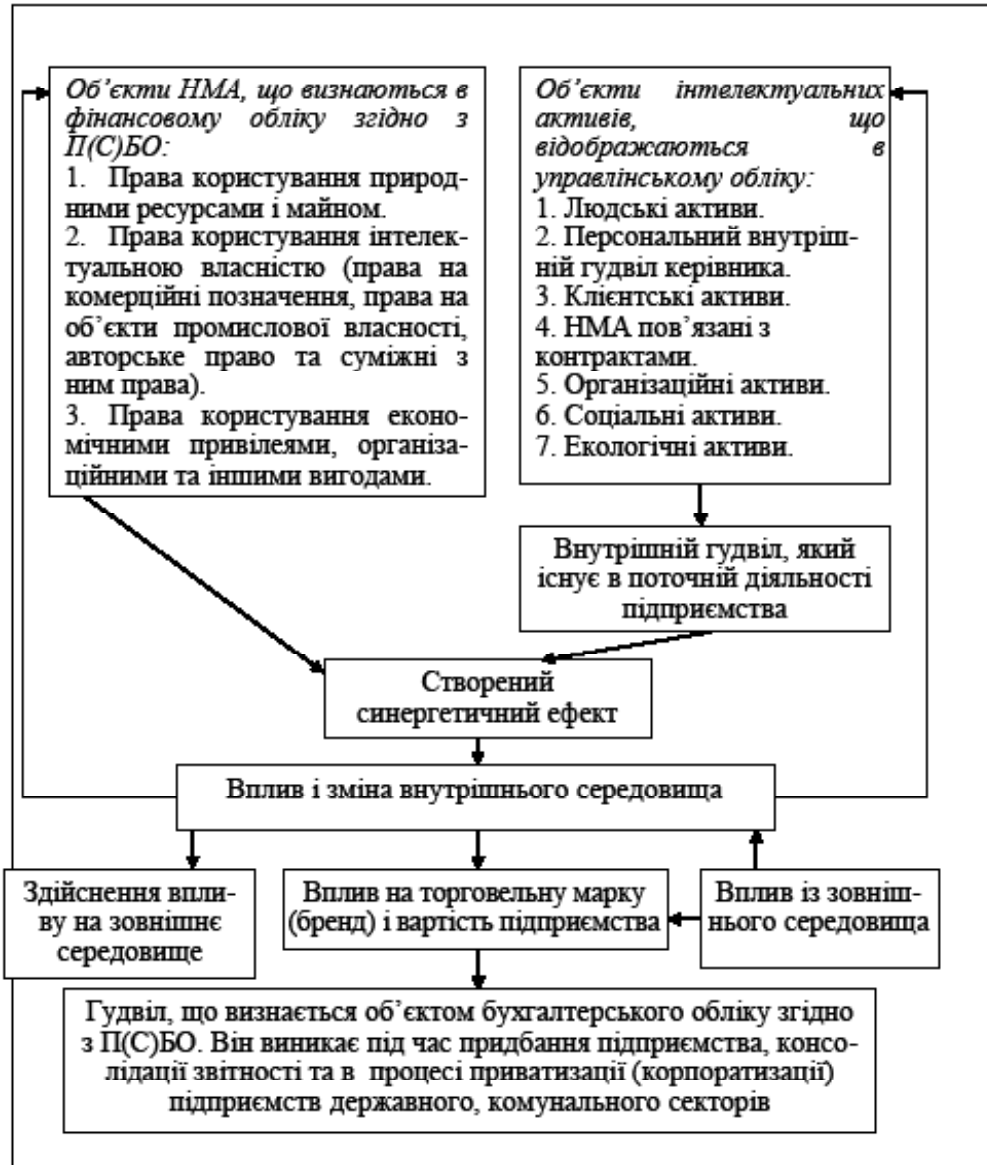 Об’єкти НМА, що визнаються в
фінансовому обліку згідно з
П(С)БО:
1. Права користування природ-
ними ресурсами і майном.
2. Права користування інтелек-
туальною власністю (права на
комерційні позначення, права на
об’єкти промислової власності,
авторське право та суміжні з
ним права).
3. Права користування еконо-
мічними привілеями, організа-
ційними та іншими вигодами.
Об’єкти інтелектуальних
активів, що
відображаються в
управлінському обліку:
1. Людські активи.
2. Персональний внутріш-
ній гудвіл керівника.
3. Клієнтські активи.
4. НМА пов’язані з
контрактами.
5. Організаційні активи.
6. Соціальні активи.
7. Екологічні активи.
Внутрішній гудвіл, який
існує в поточній діяльності
підприємства
Створений
синергетичний ефект
Вплив і зміна внутрішнього середовища
Здійснення впли-
ву на зовнішнє
середовище
Вплив на торговельну марку
(бренд) і вартість підприємства
Вплив із зовніш-
нього середовища
Гудвіл, що визнається об’єктом бухгалтерського обліку згідно
з П(С)БО. Він виникає під час придбання підприємства, консо-
лідації звітності та в процесі приватизації (корпоратизації)
підприємств державного, комунального секторів